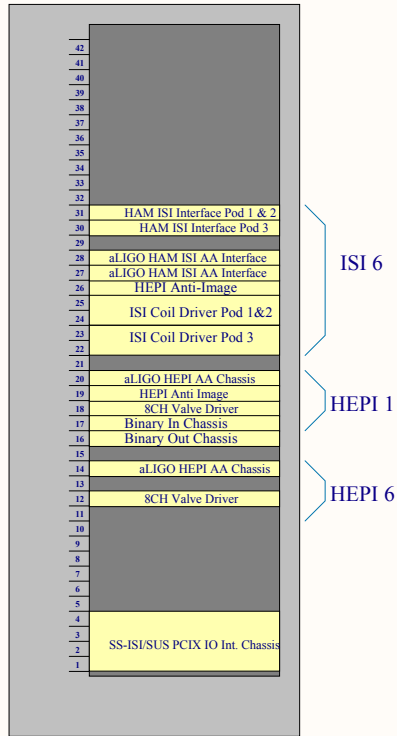 42
41
40
39
38
37
36
35
34
33
32
31 HAM ISI Interface Pod 1 & 2
30 HAM ISI Interface Pod 3
29
28 aLIGO HAM ISI AA Interface
27 aLIGO HAM ISI AA Interface
26 HEPI Anti-Image
25
ISI Coil Driver Pod 1&2
24
23 ISI Coil Driver Pod 3
22
ISI 6
21
20 aLIGO HEPI AA Chassis
19 HEPI Anti Image
18 8CH Valve Driver
17 Binary In Chassis
16 Binary Out Chassis
HEPI 1
15
14 aLIGO HEPI AA Chassis
13
12 8CH Valve Driver
11
HEPI 6
10
9
8
7
6
5
4
3
SS-ISI/SUS PCIX IO Int. Chassis
2
1